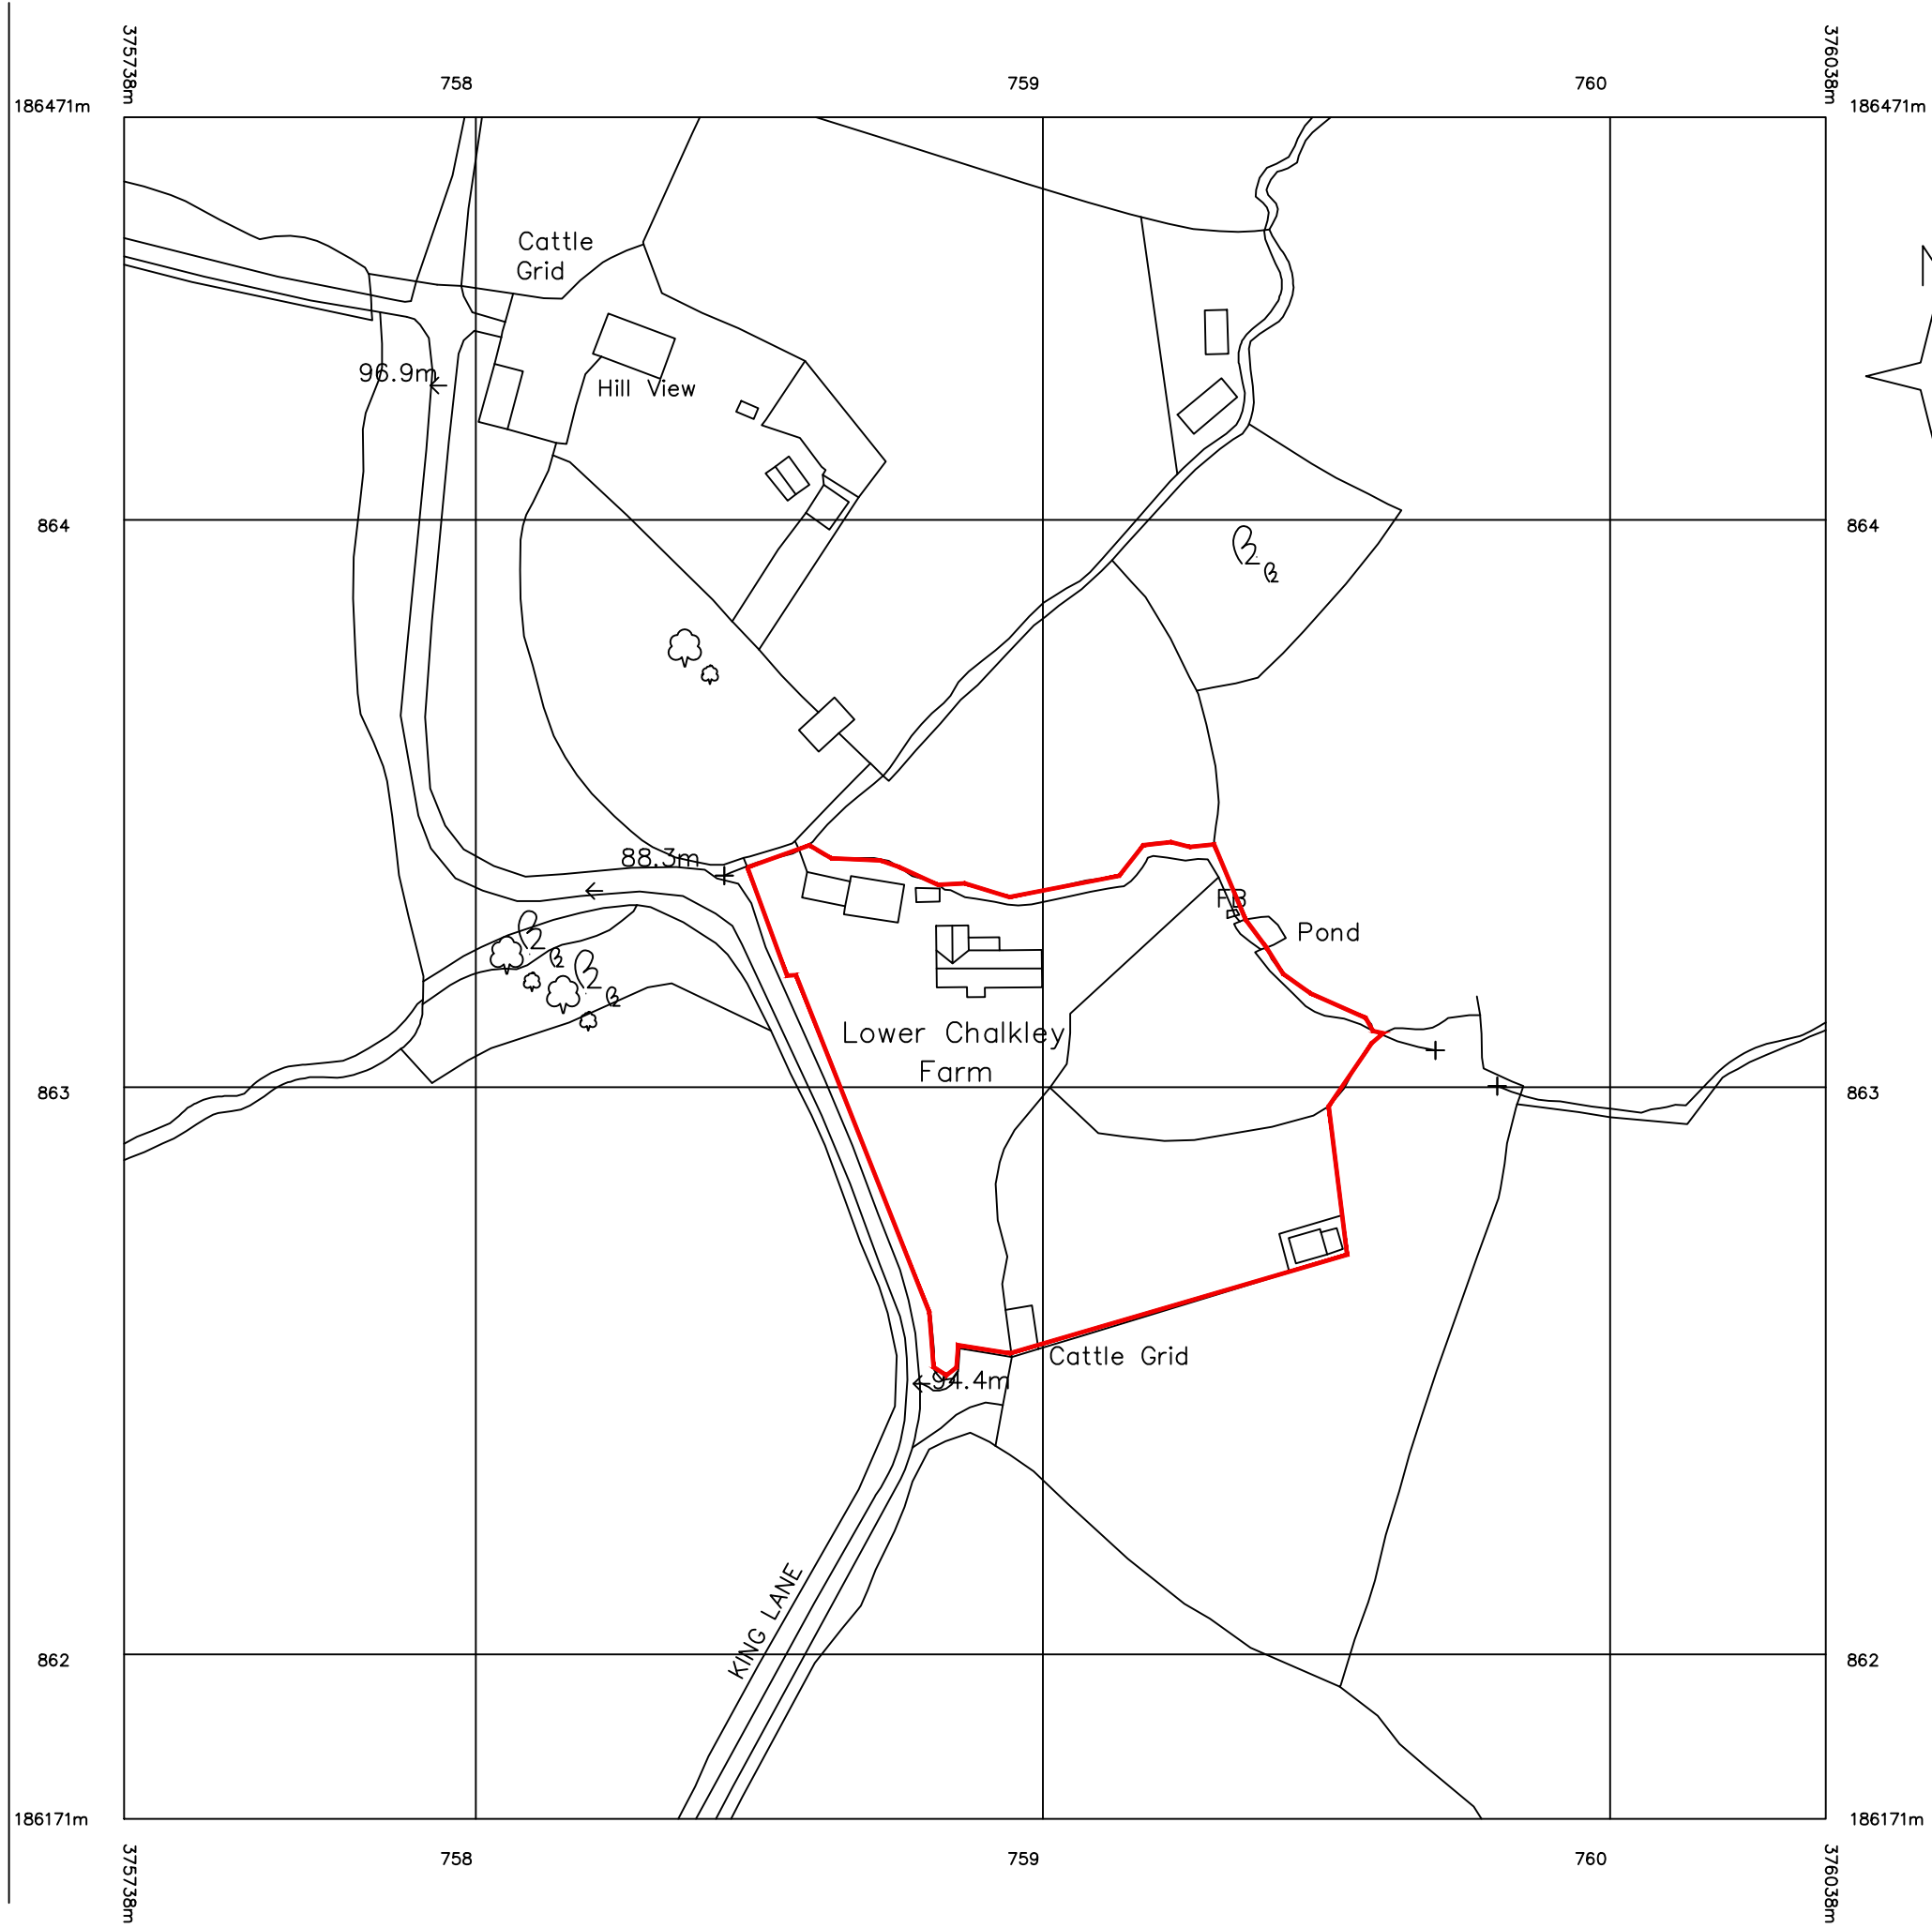 375738m
758
759
760
376038m
186471m
186471m
Cattle
Grid
96.9m
Hill View
864
864
88.3m
FB
Pond
Lower Chalkley
Farm
863
863
Cattle Grid
94.4m
KING LANE
862
862
186171m
186171m
375738m
758
759
760
376038m